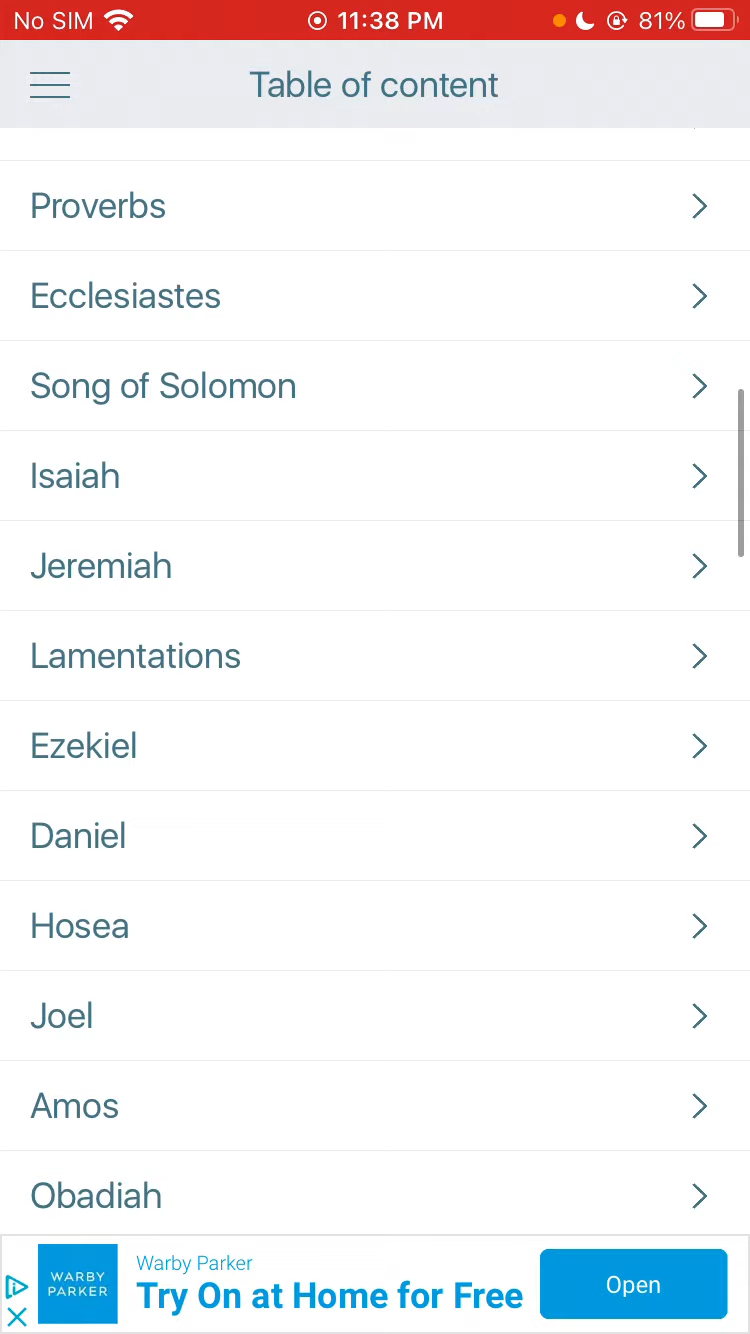 No SIM 11:38 PM 81%
Table of content
Proverbs
Ecclesiastes
Song of Solomon
Isaiah
Jeremiah
Lamentations
Ezekiel
Daniel
Hosea
Joel
Amos
Obadiah
WARBY
PARKER
Warby Parker
Try On at Home for Free
Open